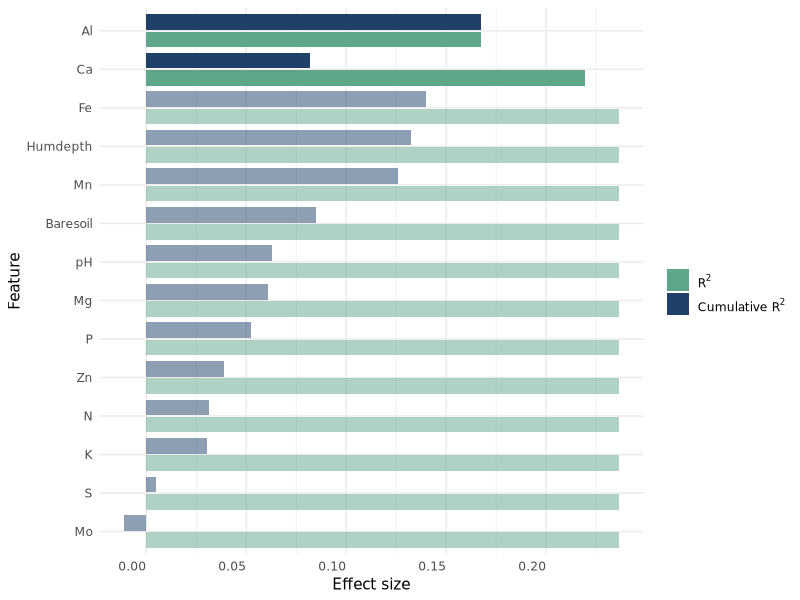 Al
Ca
Fe
Humdepth
Mn
Baresoil
pH
Mg
P
Zn
N
K
S
Mo
Feature
0.00 0.05 0.10 0.15 0.20
Effect size
R²
Cumulative R²